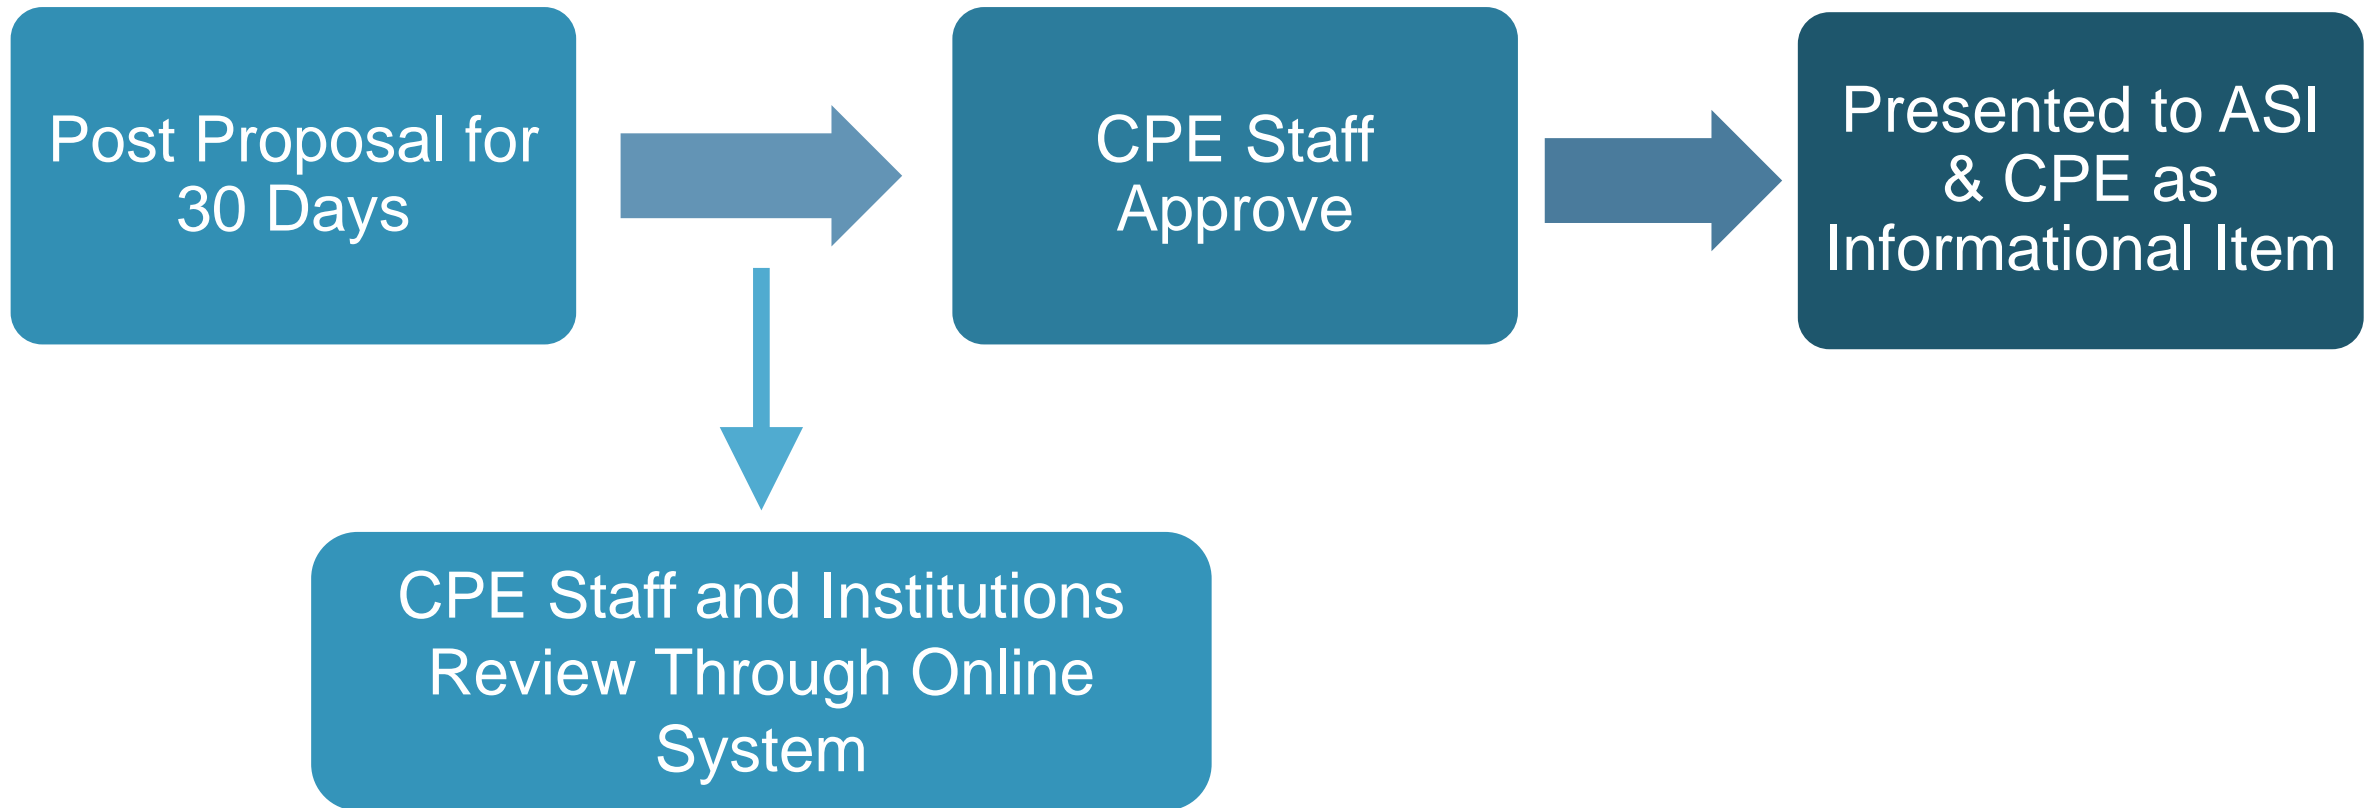 Post Proposal for
30 Days
CPE Staff
Approve
Presented to ASI
& CPE as
Informational Item
CPE Staff and Institutions
Review Through Online
System